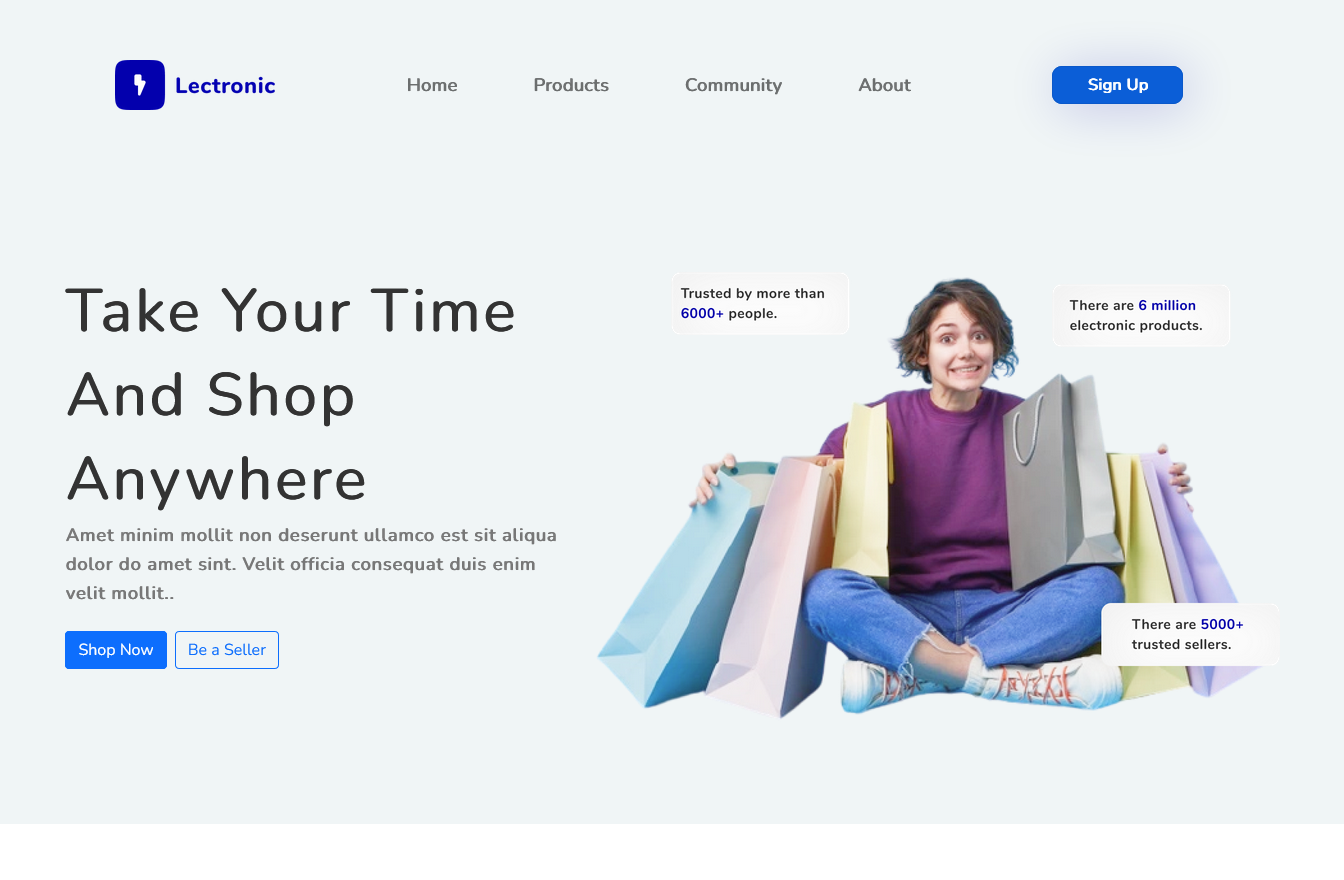 Lectronic
Home
Products
Community
About
Sign Up
Take Your Time
And Shop
Anywhere
Amet minim mollit non deserunt ullamco est sit aliqua
dolor do amet sint. Velit officia consequat duis enim
velit mollit..
Shop Now
Be a Seller
Trusted by more than
6000+ people.
There are 6 million
electronic products.
There are 5000+
trusted sellers.